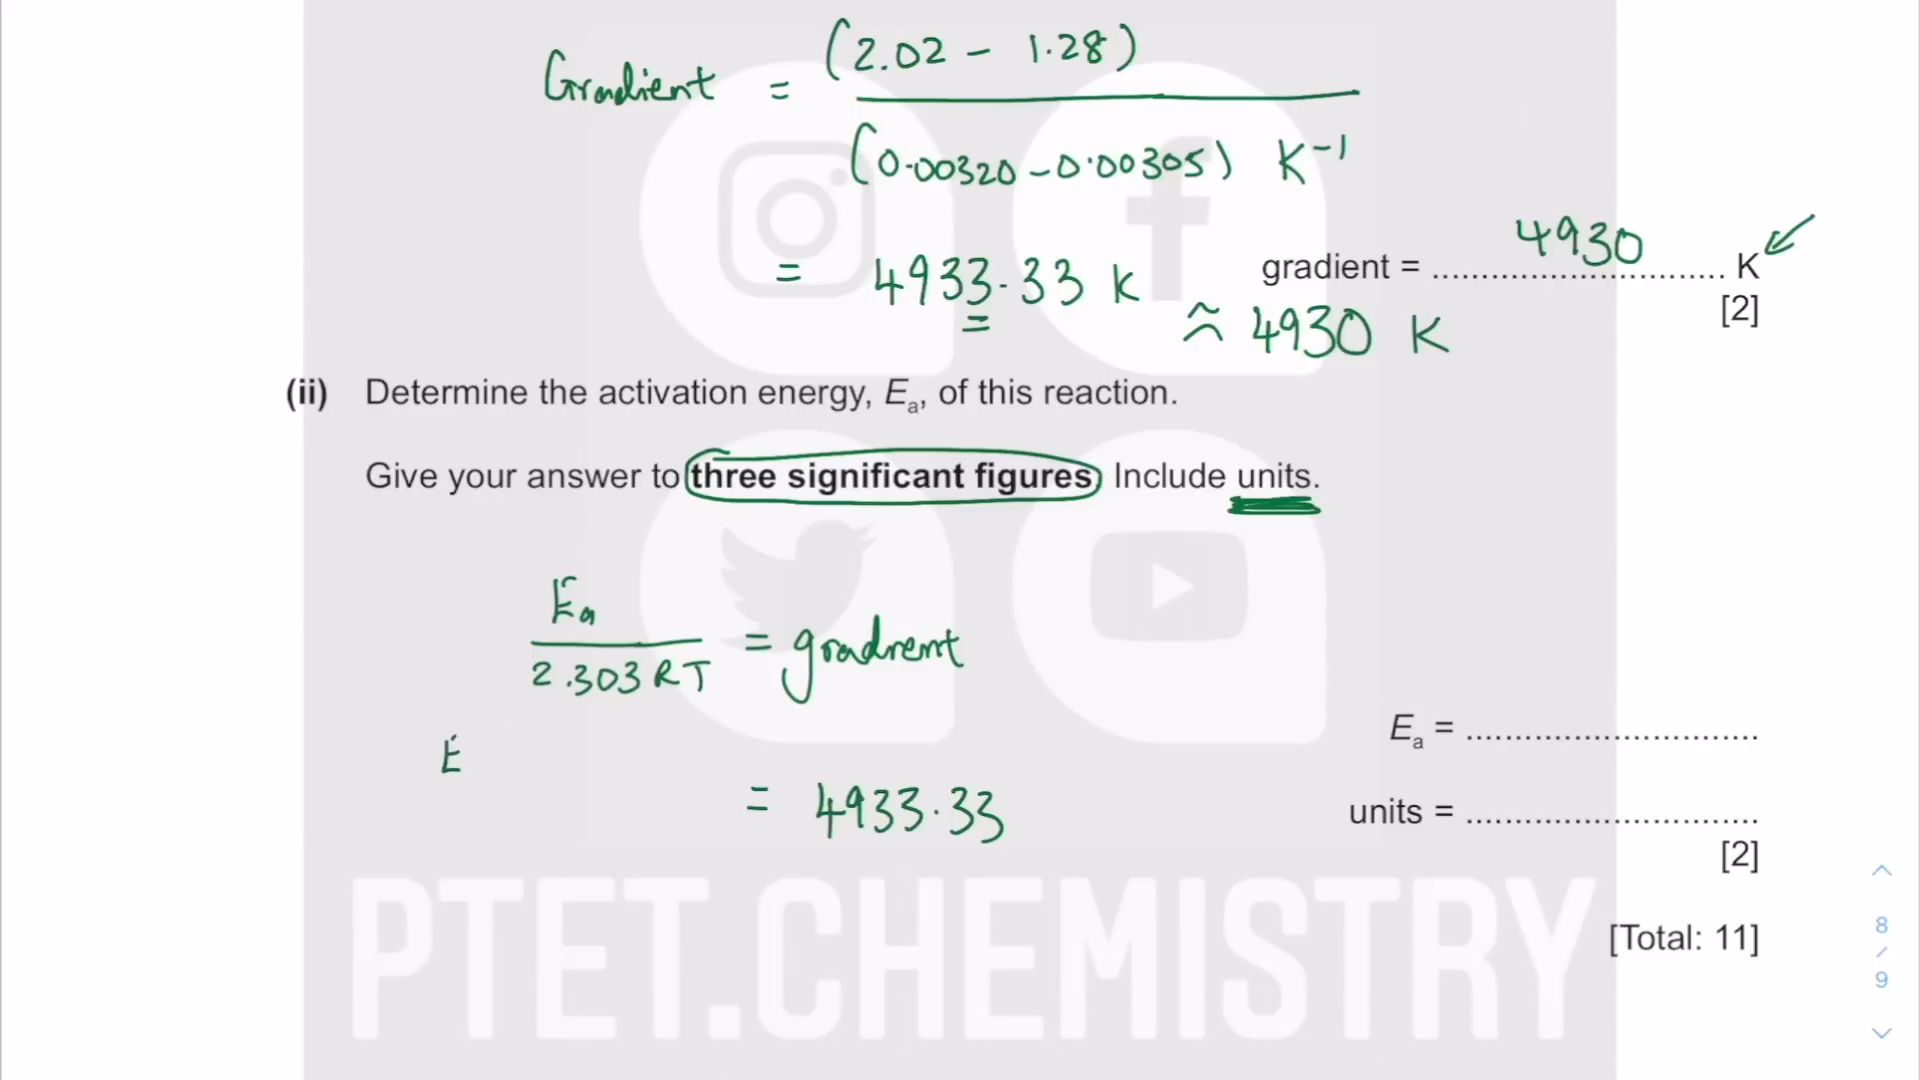 Gradient = (2.02 - 1.28)
(0.00320 - 0.00305) K⁻¹
= 4933.33 K
gradient = 4930 K
[2]
≈ 4930 K
(ii) Determine the activation energy, Eₐ, of this reaction.
Give your answer to three significant figures. Include units.
Eₐ
2.303RT = gradient
E
= 4933.33
Eₐ = ..............................
units = ..............................
[2]
[Total: 11]
8
/
9
PTET.CHEMISTRY